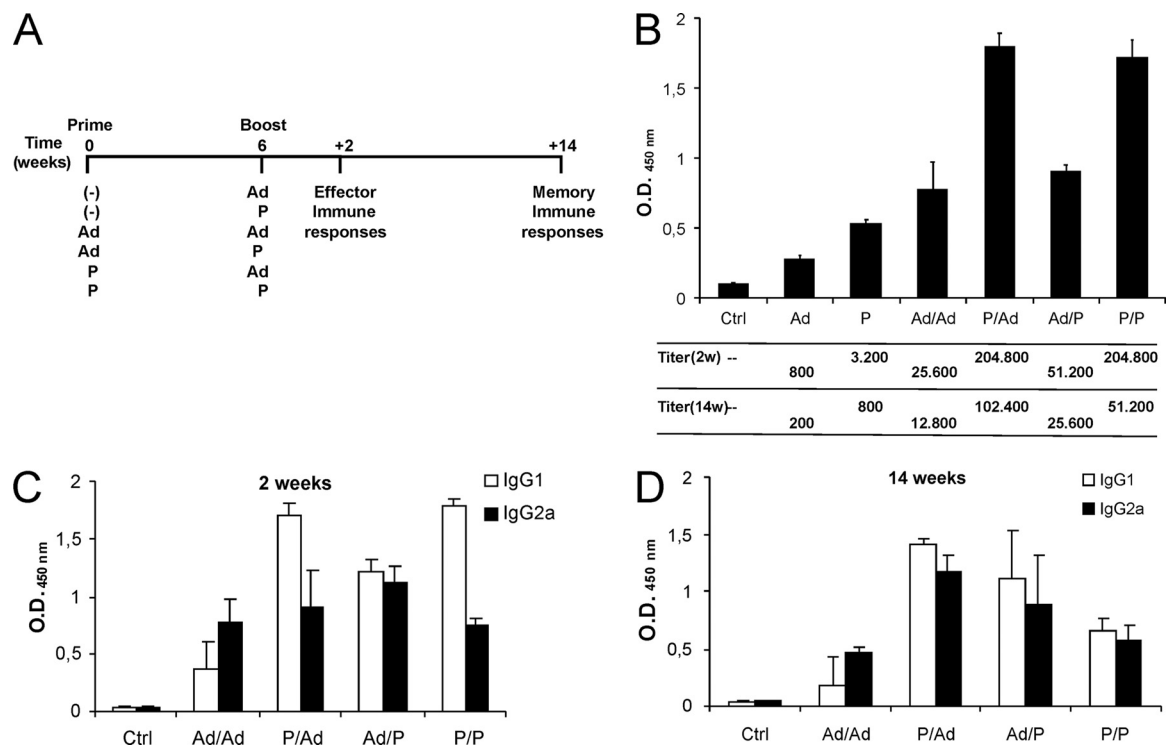 A
Prime Boost
Time 0 6 +2 +14
(weeks)
(-) Ad Effector Memory
(-) P Immune Immune
Ad Ad responses responses
Ad P
P Ad
P P
B
O.D. 450 nm
2
1,5
1
0,5
0
Ctrl Ad P Ad/Ad P/Ad Ad/P P/P
Titer(2w) -- 800 3.200 25.600 204.800 51.200 204.800
Titer(14w)-- 200 800 12.800 102.400 25.600 51.200
C
2 weeks
IgG1
IgG2a
O.D. 450 nm
2
1,5
1
0,5
0
Ctrl Ad/Ad P/Ad Ad/P P/P
D
14 weeks
IgG1
IgG2a
O.D. 450 nm
2
1,5
1
0,5
0
Ctrl Ad/Ad P/Ad Ad/P P/P